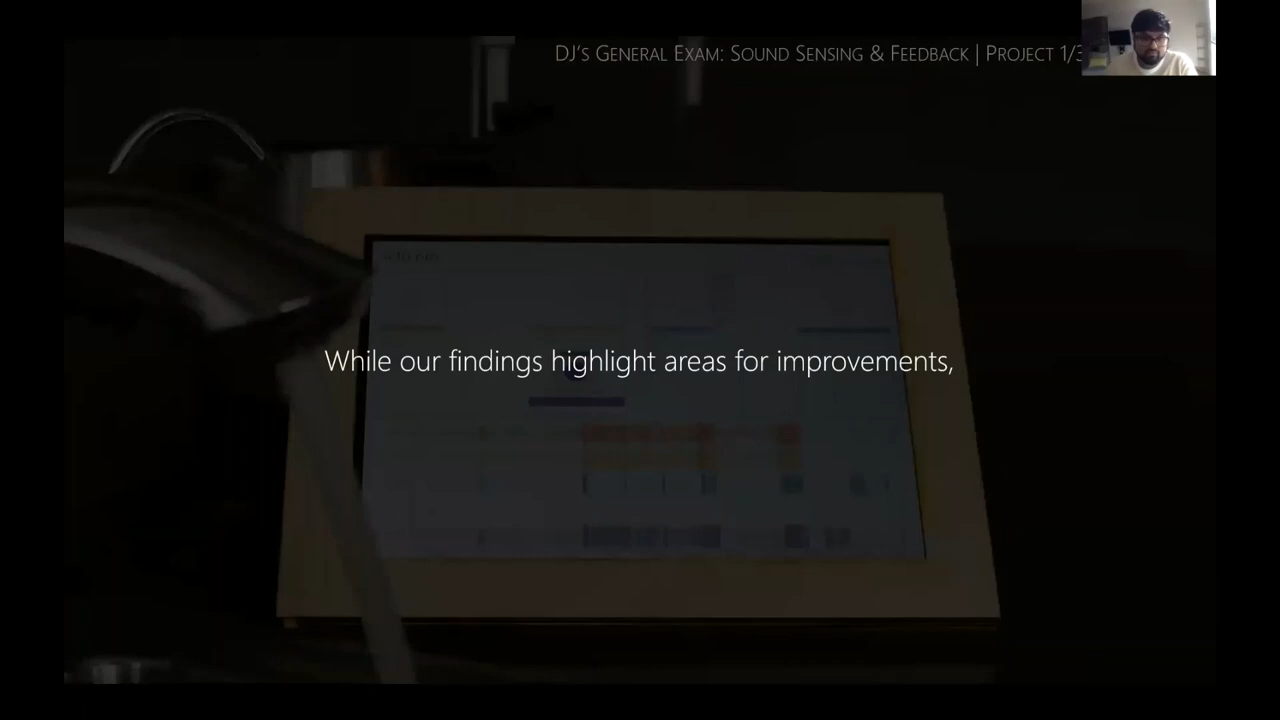 DJ'S GENERAL EXAM: SOUND SENSING & FEEDBACK | PROJECT 1/3
While our findings highlight areas for improvements,